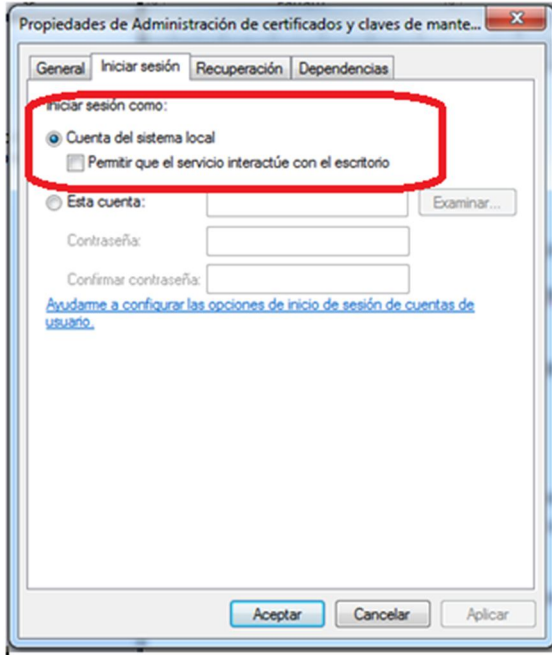 Propiedades de Administración de certificados y claves de mante...
General Iniciar sesión Recuperación Dependencias
Iniciar sesión como:
Cuenta del sistema local
Permitir que el servicio interactúe con el escritorio
Esta cuenta: Examinar...
Contraseña:
Confirmar contraseña:
Ayudarme a configurar las opciones de inicio de sesión de cuentas de
usuario.
Aceptar Cancelar Aplicar